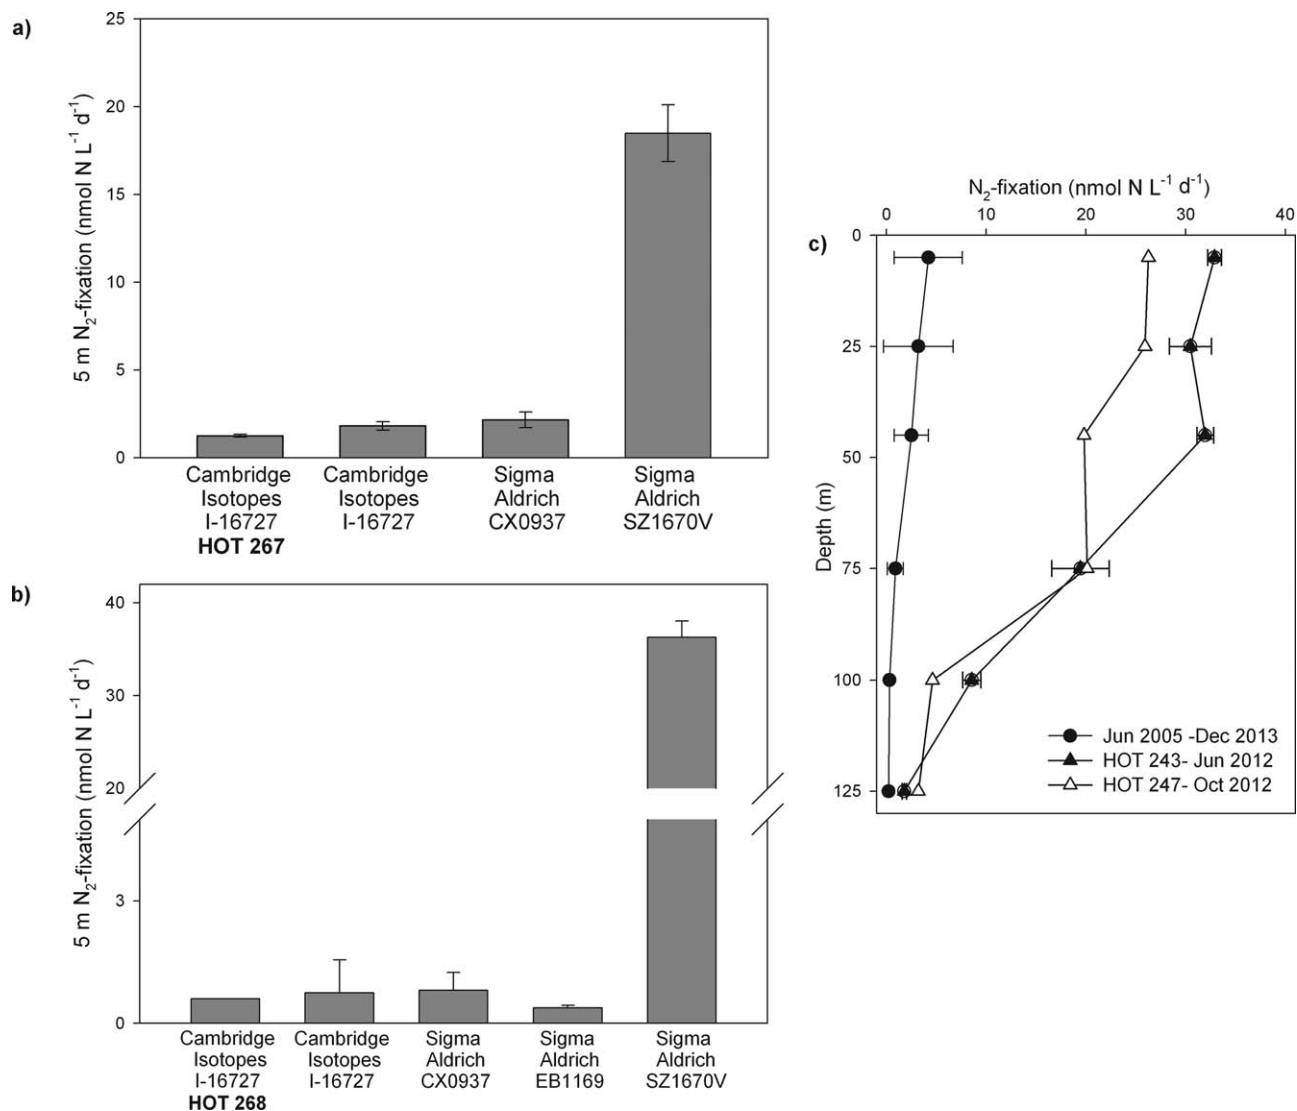 a)
5 m N2-fixation (nmol N L-1 d-1)
25
20
15
10
5
0
Cambridge Isotopes I-16727 HOT 267
Cambridge Isotopes I-16727
Sigma Aldrich CX0937
Sigma Aldrich SZ1670V
b)
5 m N2-fixation (nmol N L-1 d-1)
40
30
20
3
0
Cambridge Isotopes I-16727 HOT 268
Cambridge Isotopes I-16727
Sigma Aldrich CX0937
Sigma Aldrich EB1169
Sigma Aldrich SZ1670V
c)
N2-fixation (nmol N L-1 d-1)
0 10 20 30 40
Depth (m)
0
25
50
75
100
125
Jun 2005 -Dec 2013
HOT 243- Jun 2012
HOT 247- Oct 2012